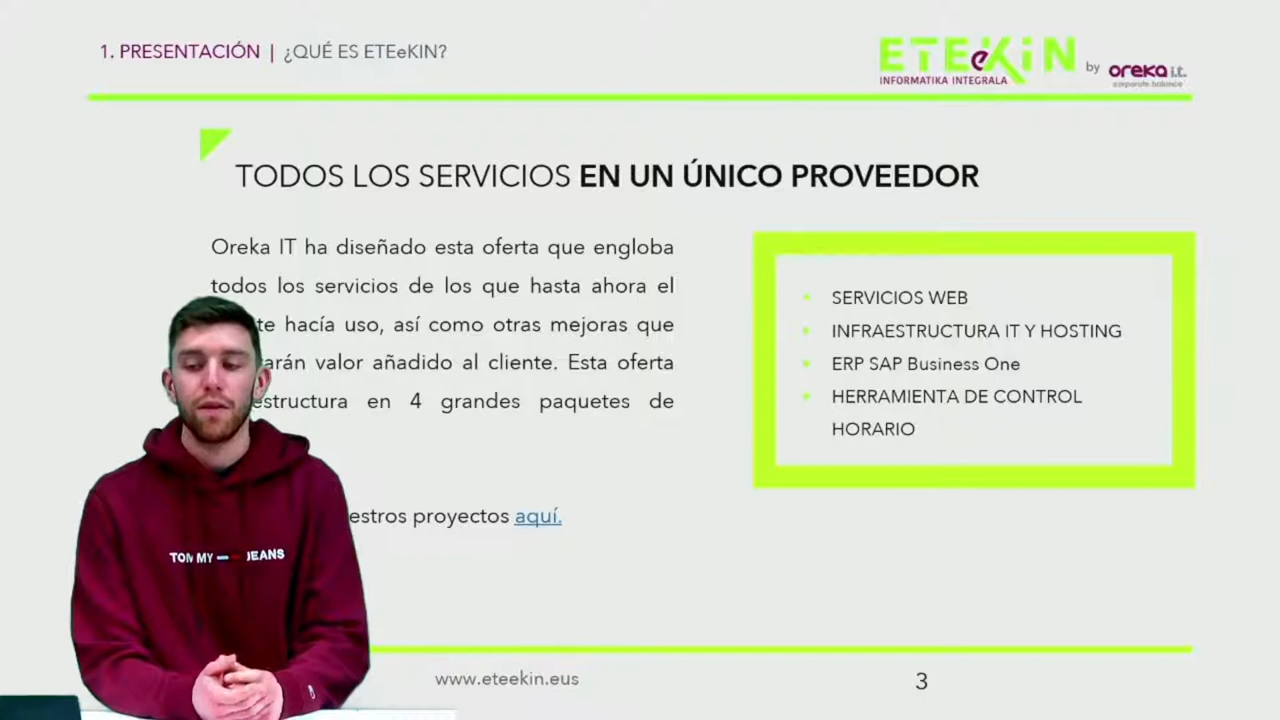 1. PRESENTACIÓN | ¿QUÉ ES ETEeKIN?
ETEeKiN
INFORMATIKA INTEGRALA
by oreka i.t.
corporate balance
TODOS LOS SERVICIOS EN UN ÚNICO PROVEEDOR
Oreka IT ha diseñado esta oferta que engloba
todos los servicios de los que hasta ahora el
te hacía uso, así como otras mejoras que
arán valor añadido al cliente. Esta oferta
estructura en 4 grandes paquetes de
estros proyectos aquí.
SERVICIOS WEB
INFRAESTRUCTURA IT Y HOSTING
ERP SAP Business One
HERRAMIENTA DE CONTROL
HORARIO
TOMMY JEANS
www.eteekin.eus
3